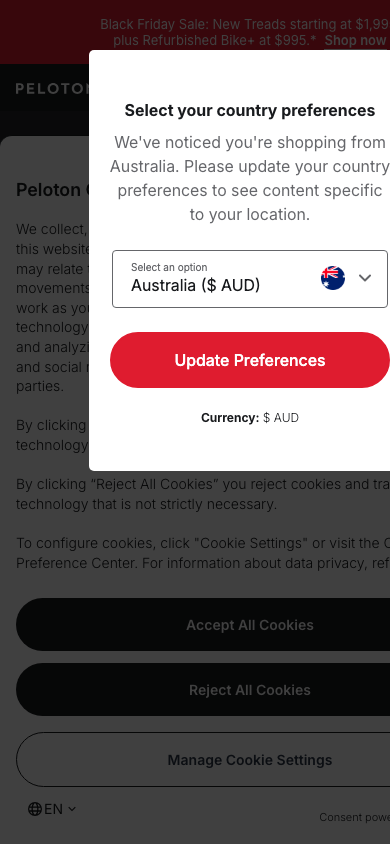 Black Friday Sale: New Treads starting at $1,99
plus Refurbished Bike+ at $995.* Shop now
PELOTON
Select your country preferences
We've noticed you're shopping from
Australia. Please update your country
preferences to see content specific
to your location.
Select an option
Australia ($ AUD)
Update Preferences
Currency: $ AUD
Peloton
We collect,
this website
may relate
movements
work as you
technology
and analyzi
and social
parties.
By clicking
technology
By clicking "Reject All Cookies" you reject cookies and tra
technology that is not strictly necessary.
To configure cookies, click "Cookie Settings" or visit the C
Preference Center. For information about data privacy, ref
Accept All Cookies
Reject All Cookies
Manage Cookie Settings
EN
Consent powe